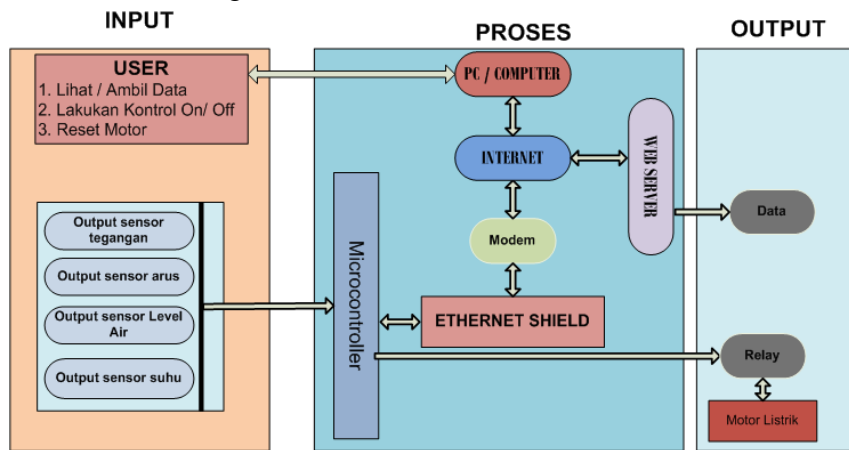 INPUT
PROSES
OUTPUT
USER
1. Lihat / Ambil Data
2. Lakukan Kontrol On/ Off
3. Reset Motor
Output sensor
tegangan
Output sensor arus
Output sensor Level
Air
Output sensor suhu
Microcontroller
PC / COMPUTER
INTERNET
Modem
ETHERNET SHIELD
WEB SERVER
Data
Relay
Motor Listrik